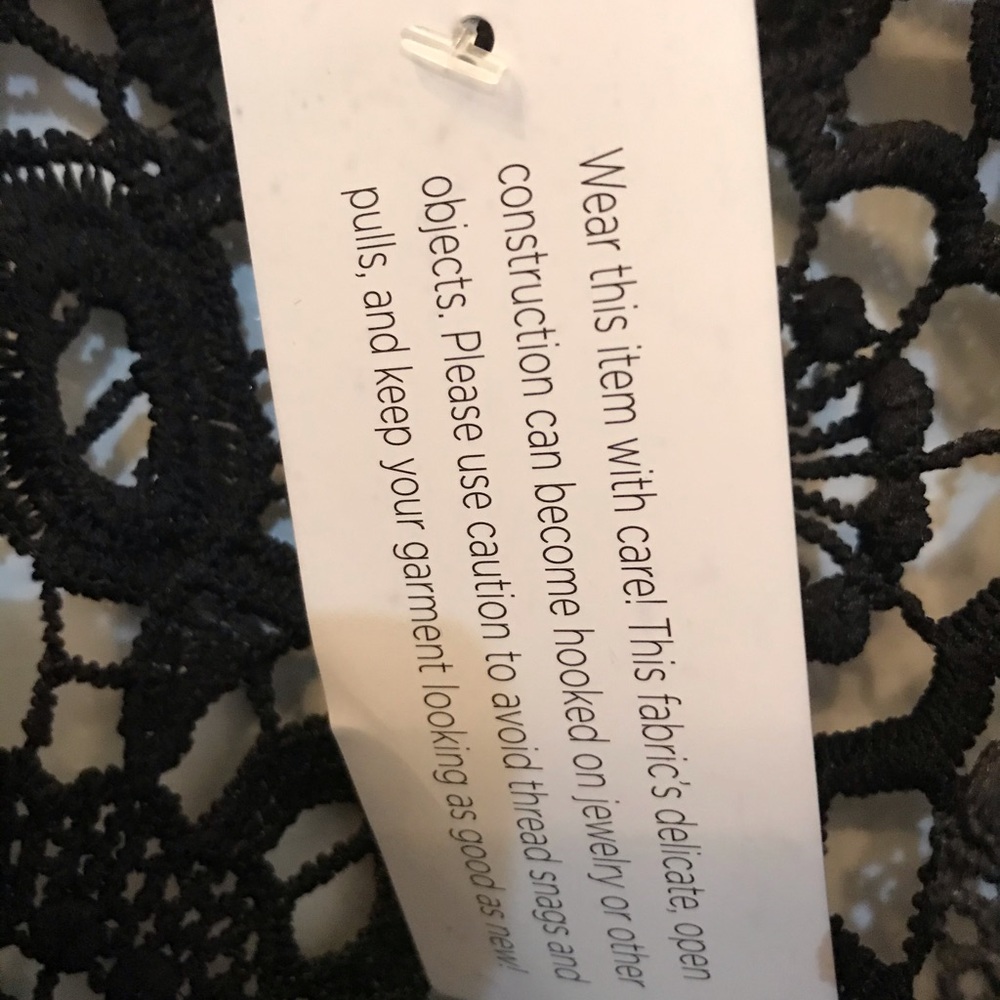 Wear this item with care! This fabric's delicate, open
construction can become hooked on jewelry or other
objects. Please use caution to avoid thread snags and
pulls, and keep your garment looking as good as new!